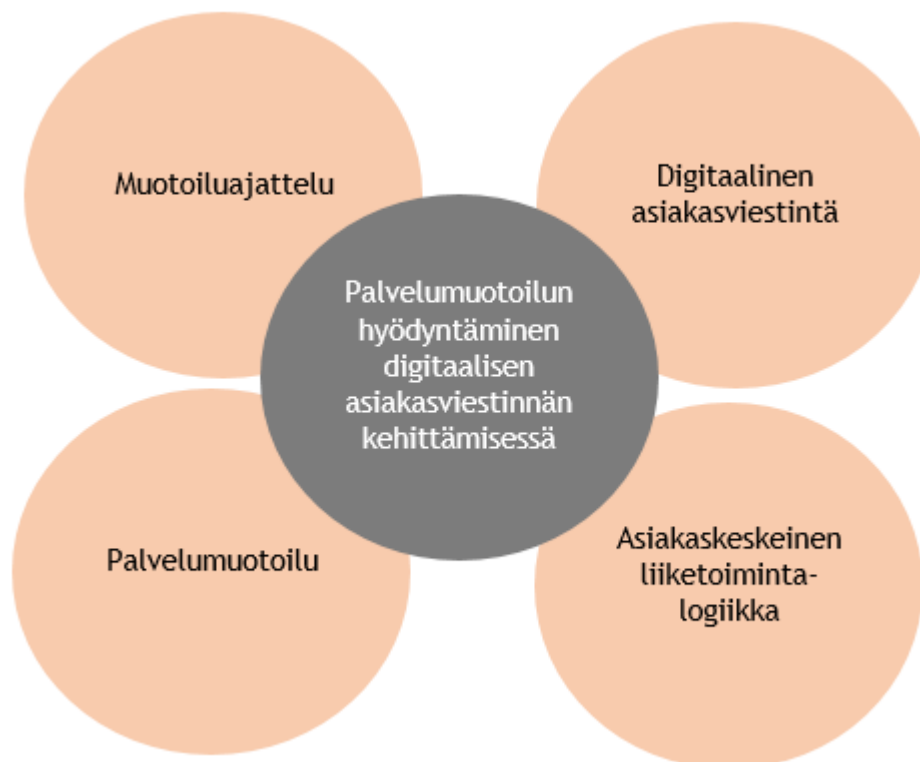 Muotoiluajattelu
Digitaalinen
asiakasviestintä
Palvelumuotoilun
hyödyntäminen
digitaalisen
asiakasviestinnän
kehittämisessä
Palvelumuotoilu
Asiakaskeskeinen
liiketoiminta-
logiikka